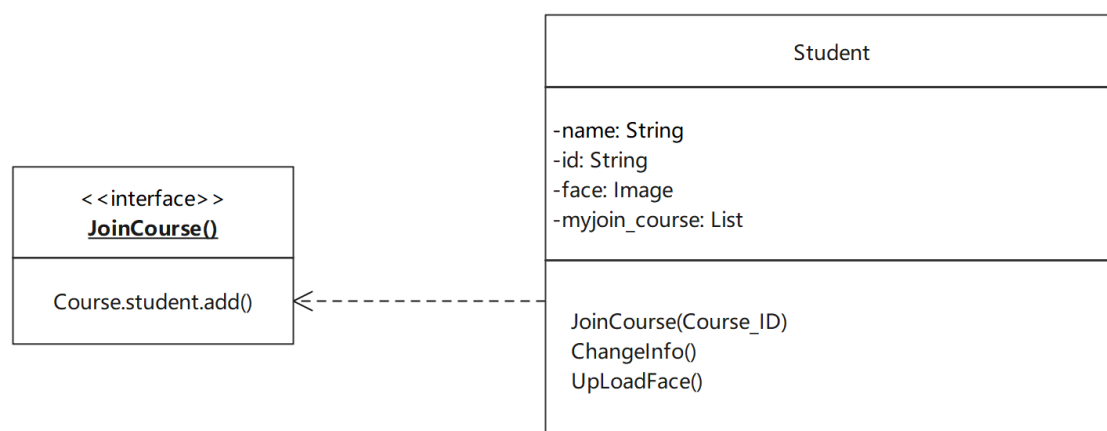 <<interface>>
JoinCourse()
Course.student.add()
Student
-name: String
-id: String
-face: Image
-myjoin_course: List
JoinCourse(Course_ID)
ChangeInfo()
UpLoadFace()